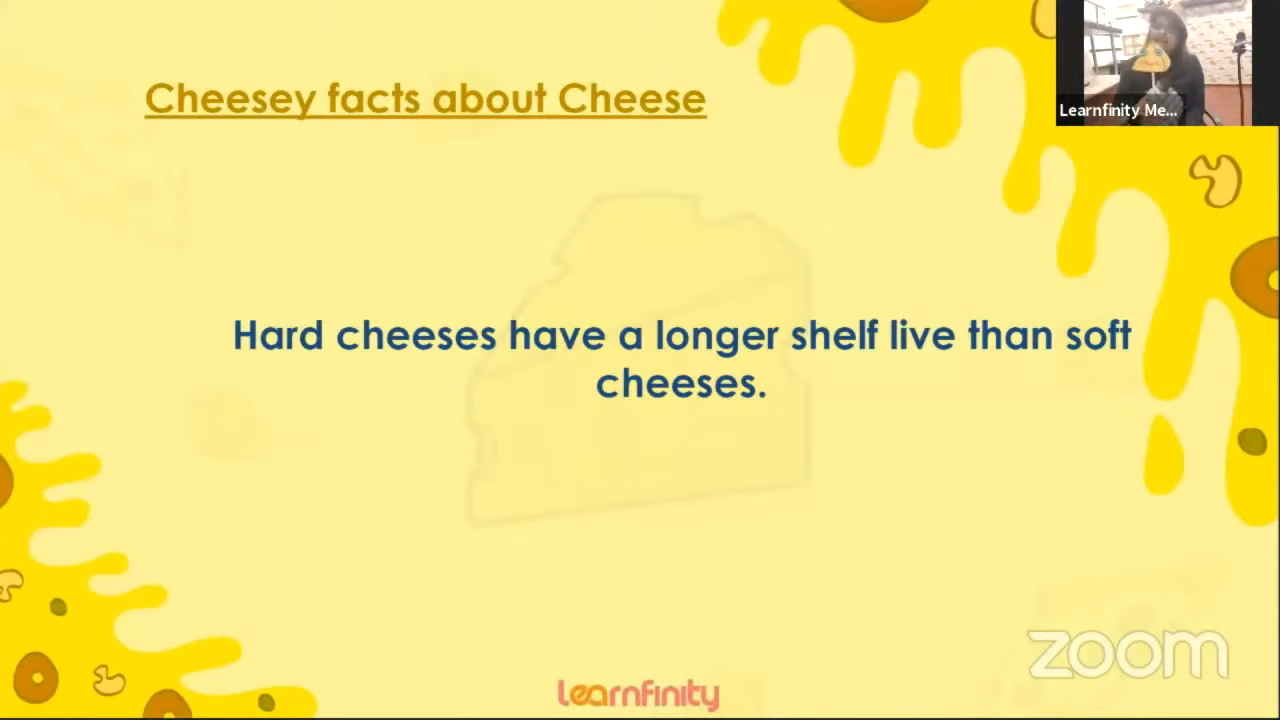 Cheesey facts about Cheese
Learnfinity Me...
Hard cheeses have a longer shelf live than soft
cheeses.
zoom
Learnfinity